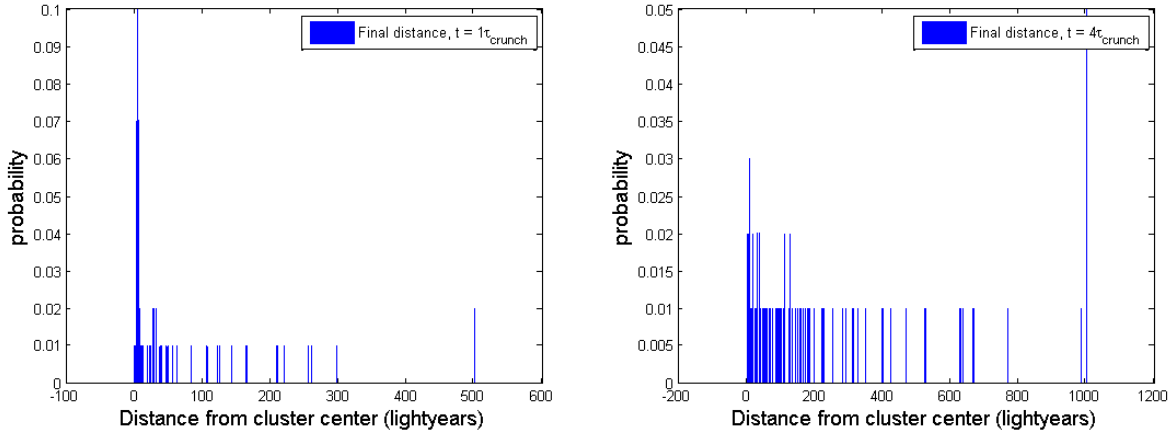 0.1
0.09
0.08
0.07
0.06
0.05
0.04
0.03
0.02
0.01
0
probability
-100 0 100 200 300 400 500 600
Distance from cluster center (lightyears)
Final distance, t = 1τcrunch
0.05
0.045
0.04
0.035
0.03
0.025
0.02
0.015
0.01
0.005
0
probability
-200 0 200 400 600 800 1000 1200
Distance from cluster center (lightyears)
Final distance, t = 4τcrunch